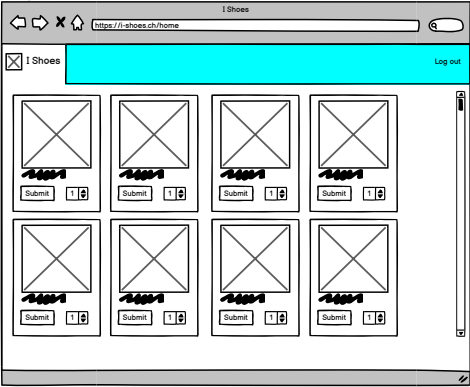 I Shoes
https://i-shoes.ch/home
I Shoes
Log out
Submit 1 Submit 1 Submit 1 Submit 1
Submit 1 Submit 1 Submit 1 Submit 1